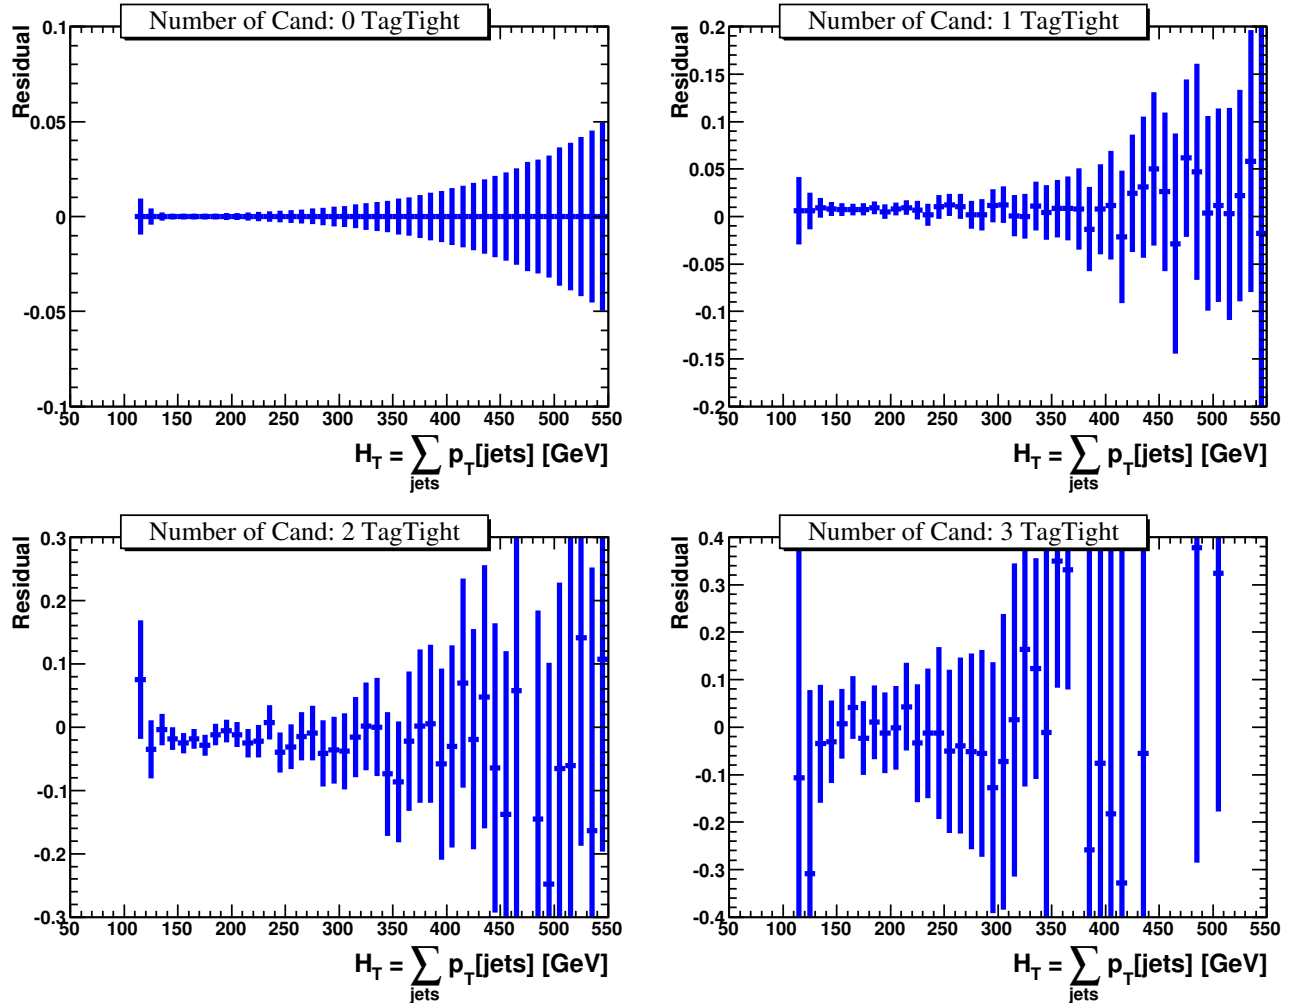 Number of Cand: 0 TagTight
Residual
0.1
0.05
0
-0.05
-0.1
50 100 150 200 250 300 350 400 450 500 550
H_T = ∑ p_T[jets] [GeV]
jets
Number of Cand: 1 TagTight
Residual
0.2
0.15
0.1
0.05
0
-0.05
-0.1
-0.15
-0.2
50 100 150 200 250 300 350 400 450 500 550
H_T = ∑ p_T[jets] [GeV]
jets
Number of Cand: 2 TagTight
Residual
0.3
0.2
0.1
0
-0.1
-0.2
-0.3
50 100 150 200 250 300 350 400 450 500 550
H_T = ∑ p_T[jets] [GeV]
jets
Number of Cand: 3 TagTight
Residual
0.4
0.3
0.2
0.1
0
-0.1
-0.2
-0.3
-0.4
50 100 150 200 250 300 350 400 450 500 550
H_T = ∑ p_T[jets] [GeV]
jets